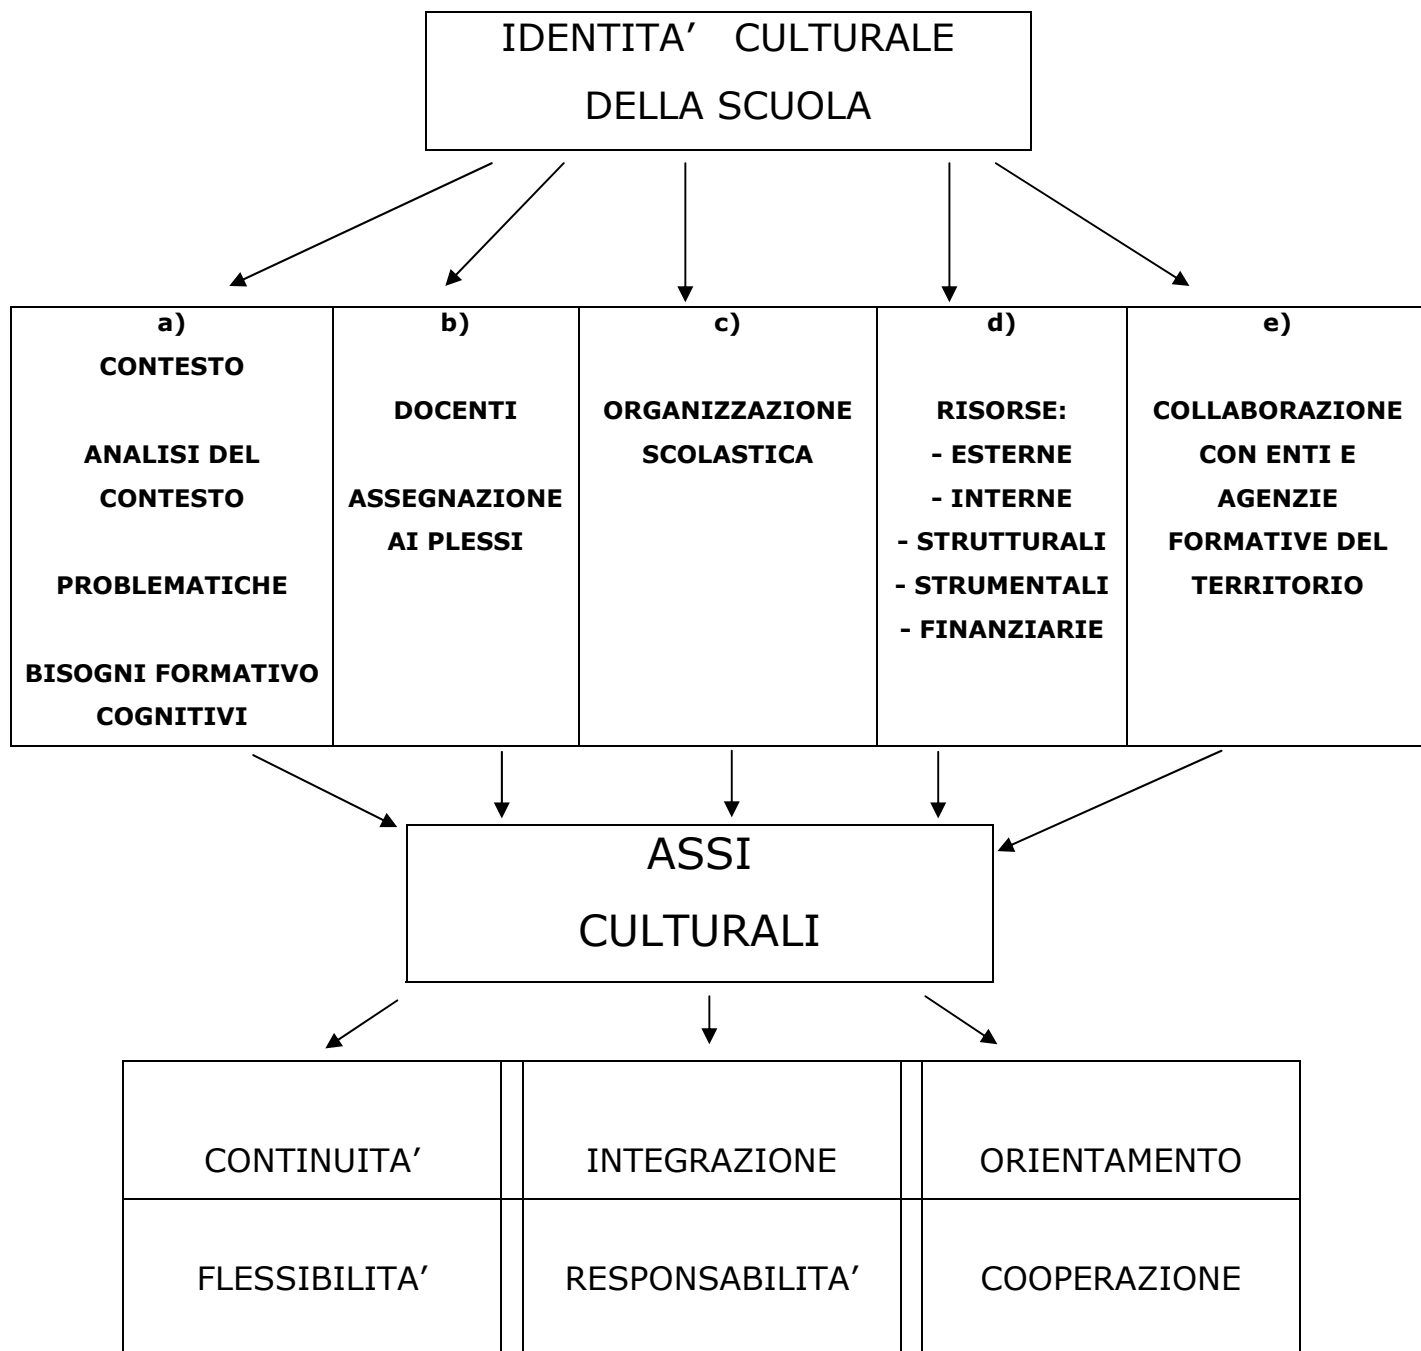 IDENTITA’ CULTURALE
DELLA SCUOLA
a)
CONTESTO
ANALISI DEL
CONTESTO
PROBLEMATICHE
BISOGNI FORMATIVO
COGNITIVI
b)
DOCENTI
ASSEGNAZIONE
AI PLESSI
c)
ORGANIZZAZIONE
SCOLASTICA
d)
RISORSE:
- ESTERNE
- INTERNE
- STRUTTURALI
- STRUMENTALI
- FINANZIARIE
e)
COLLABORAZIONE
CON ENTI E
AGENZIE
FORMATIVE DEL
TERRITORIO
ASSI
CULTURALI
CONTINUITA’
INTEGRAZIONE
ORIENTAMENTO
FLESSIBILITA’
RESPONSABILITA’
COOPERAZIONE